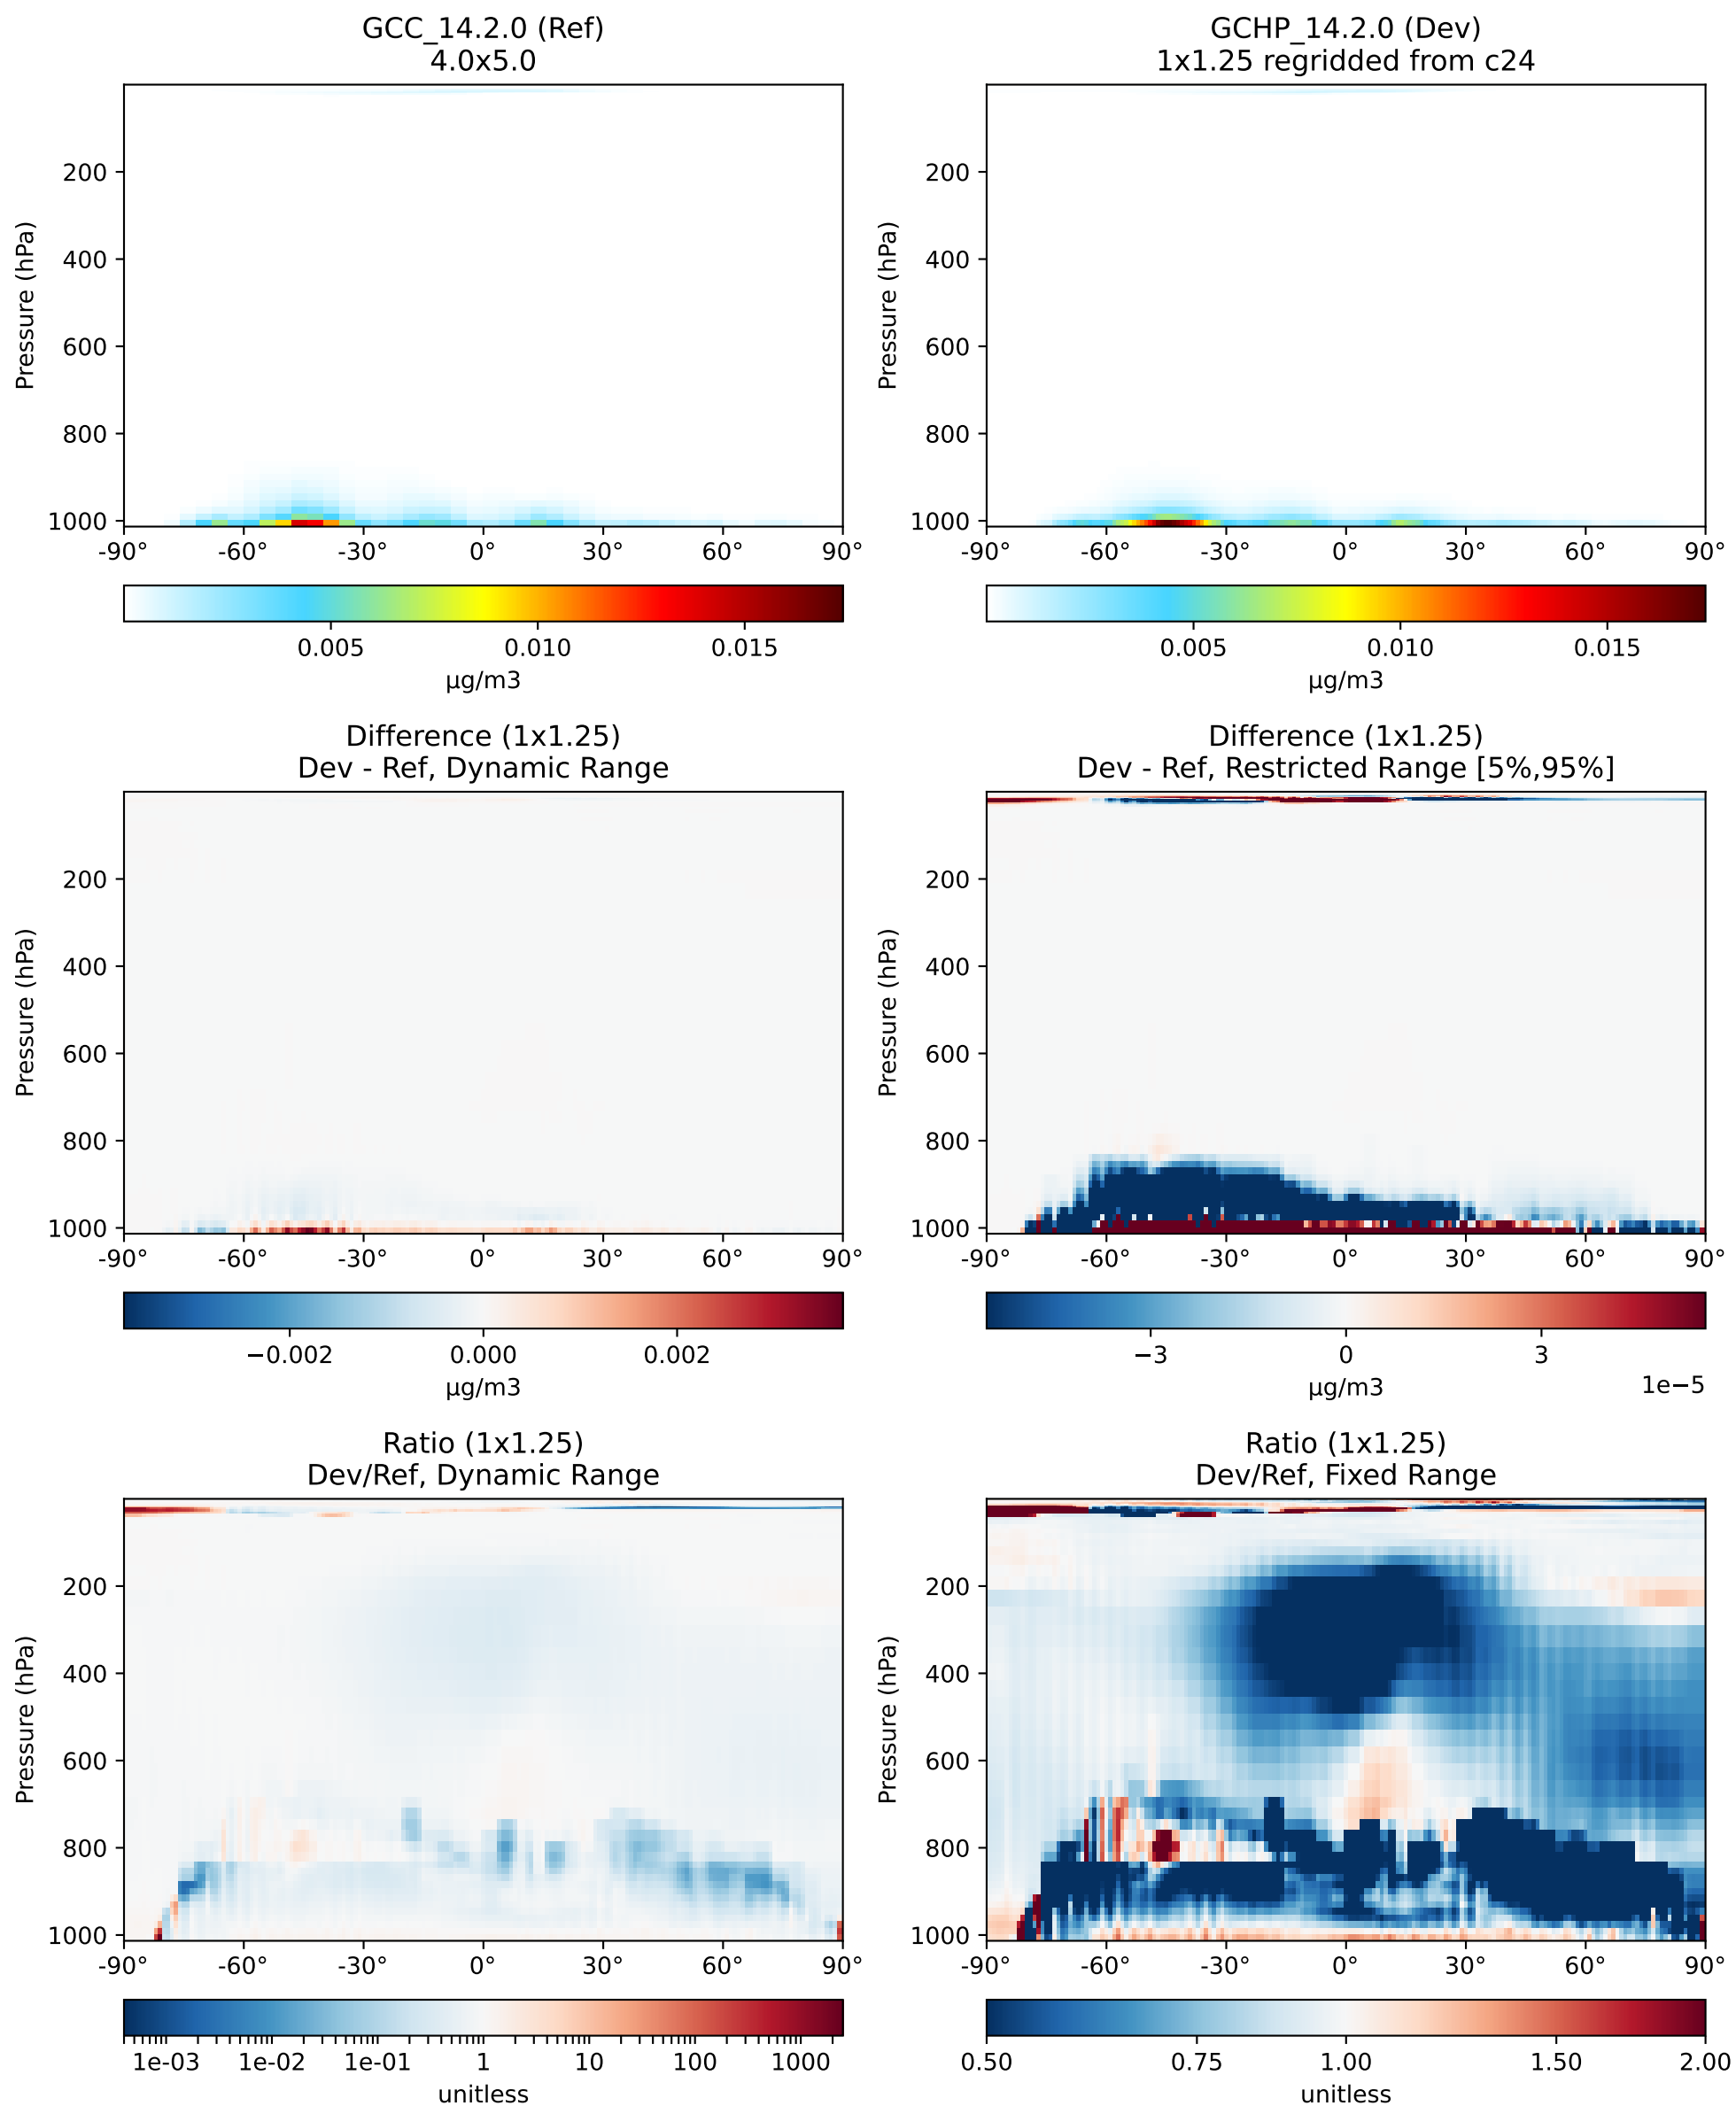 GCC_14.2.0 (Ref)
4.0x5.0
Pressure (hPa)
200
400
600
800
1000
-90° -60° -30° 0° 30° 60° 90°
0.005 0.010 0.015
µg/m3
GCHP_14.2.0 (Dev)
1x1.25 regridded from c24
Pressure (hPa)
200
400
600
800
1000
-90° -60° -30° 0° 30° 60° 90°
0.005 0.010 0.015
µg/m3
Difference (1x1.25)
Dev - Ref, Dynamic Range
Pressure (hPa)
200
400
600
800
1000
-90° -60° -30° 0° 30° 60° 90°
−0.002 0.000 0.002
µg/m3
Difference (1x1.25)
Dev - Ref, Restricted Range [5%,95%]
Pressure (hPa)
200
400
600
800
1000
-90° -60° -30° 0° 30° 60° 90°
−3 0 3
µg/m3
1e−5
Ratio (1x1.25)
Dev/Ref, Dynamic Range
Pressure (hPa)
200
400
600
800
1000
-90° -60° -30° 0° 30° 60° 90°
1e-03 1e-02 1e-01 1 10 100 1000
unitless
Ratio (1x1.25)
Dev/Ref, Fixed Range
Pressure (hPa)
200
400
600
800
1000
-90° -60° -30° 0° 30° 60° 90°
0.50 0.75 1.00 1.50 2.00
unitless